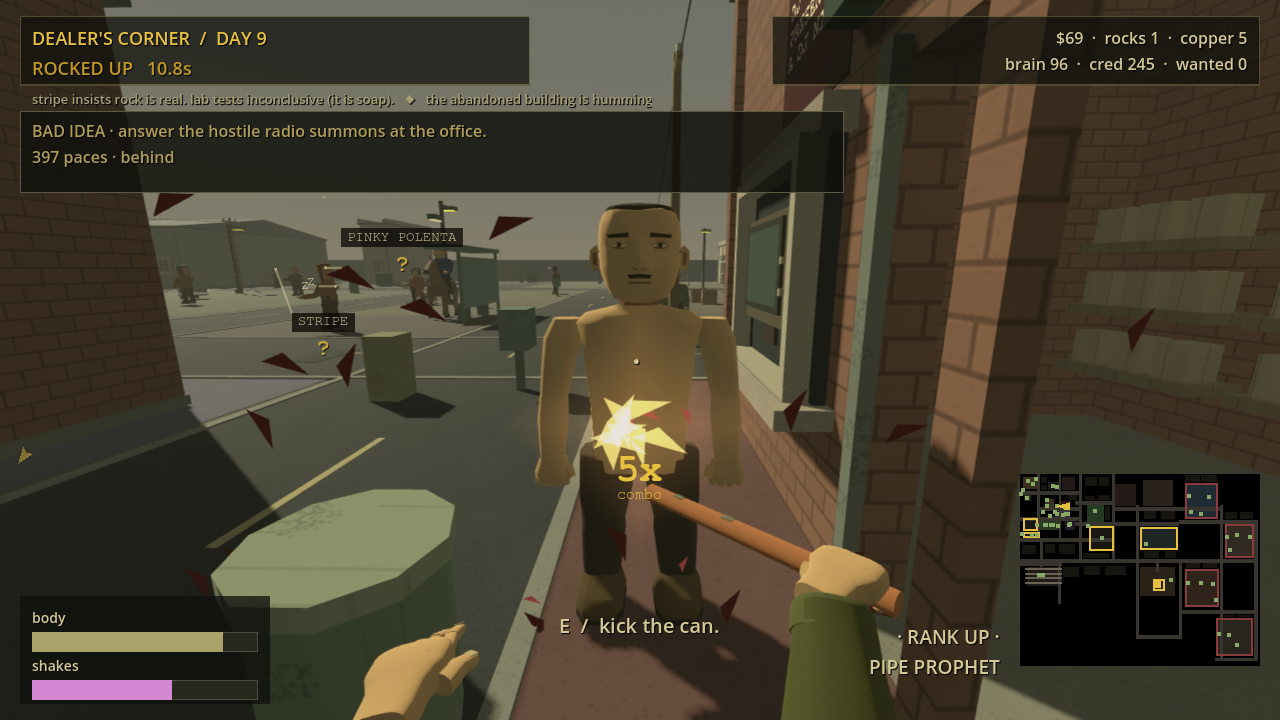 DEALER'S CORNER / DAY 9
ROCKED UP 10.8s
$69 · rocks 1 · copper 5
brain 96 · cred 245 · wanted 0
stripe insists rock is real. lab tests inconclusive (it is soap). ◆ the abandoned building is humming
BAD IDEA · answer the hostile radio summons at the office.
397 paces · behind
PINKY POLENTA
?
zZ
STRIPE
?
5x
combo
E / kick the can.
· RANK UP ·
PIPE PROPHET
body
shakes